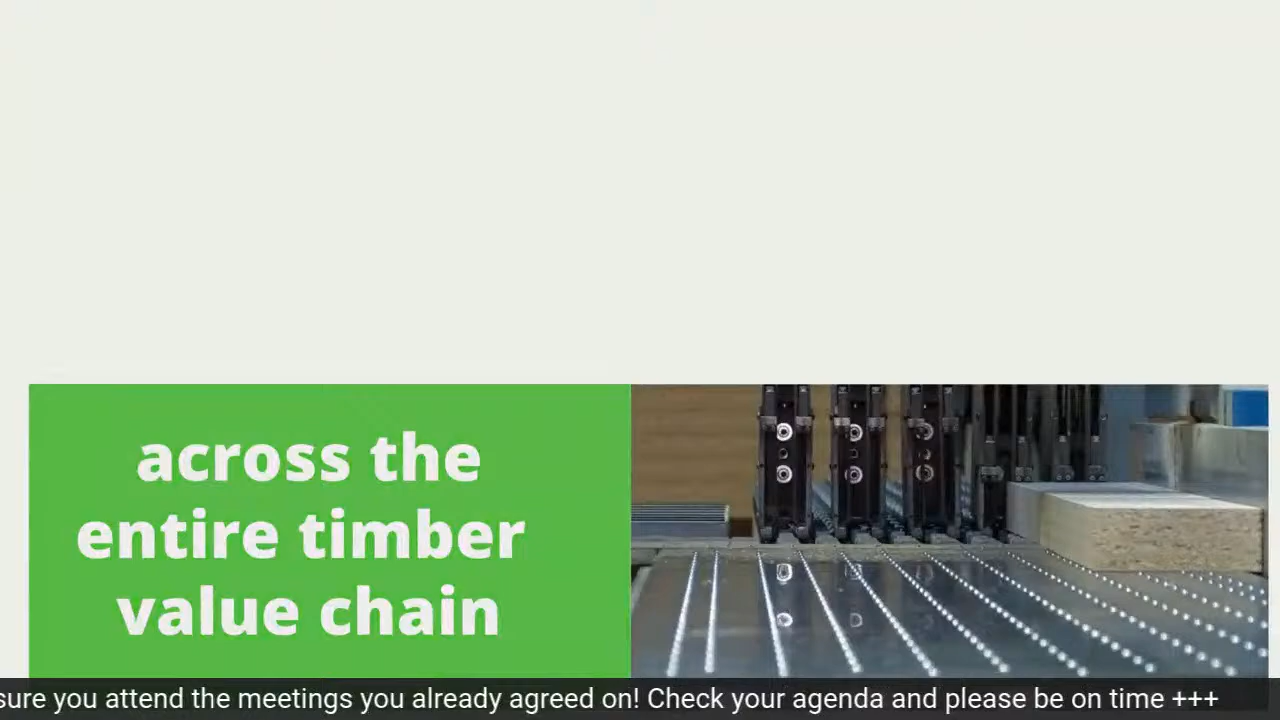 across the
entire timber
value chain
sure you attend the meetings you already agreed on! Check your agenda and please be on time +++